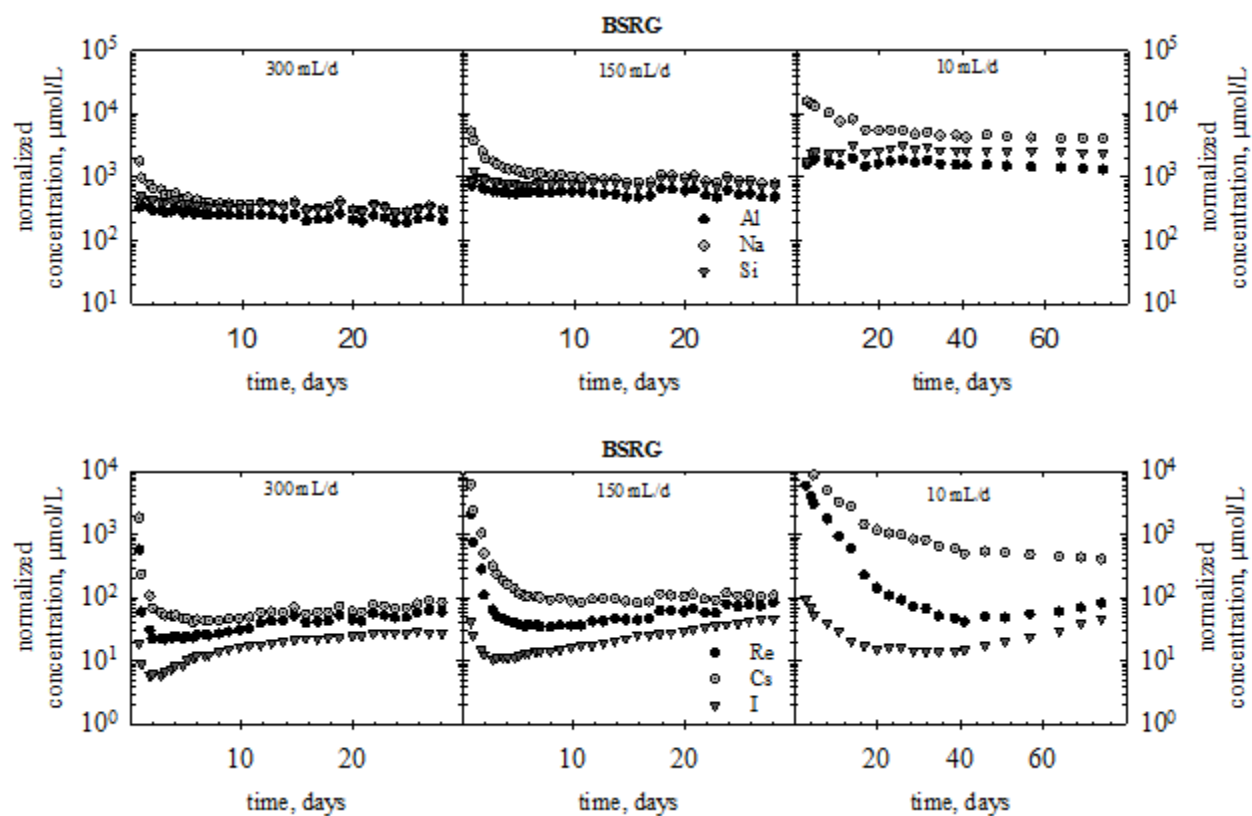 BSRG
10⁵
10⁴
10³
10²
10¹
normalized
concentration, µmol/L
300 mL/d
150 mL/d
10 mL/d
Al
Na
Si
10⁵
10⁴
10³
10²
10¹
normalized
concentration, µmol/L
10 20
10 20
20 40 60
time, days
time, days
time, days
BSRG
10⁴
10³
10²
10¹
10⁰
normalized
concentration, µmol/L
300 mL/d
150 mL/d
10 mL/d
Re
Cs
I
10⁴
10³
10²
10¹
10⁰
normalized
concentration, µmol/L
10 20
10 20
20 40 60
time, days
time, days
time, days